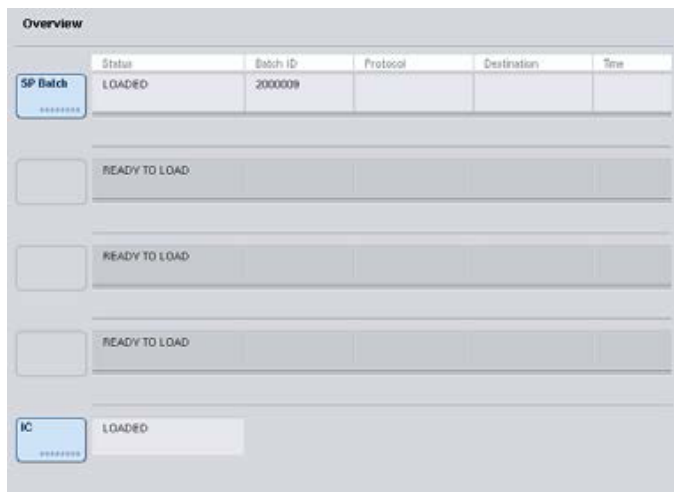 Overview
Status Batch ID Protocol Destination Time
SP Batch LOADED 2000009
READY TO LOAD
READY TO LOAD
READY TO LOAD
IC LOADED